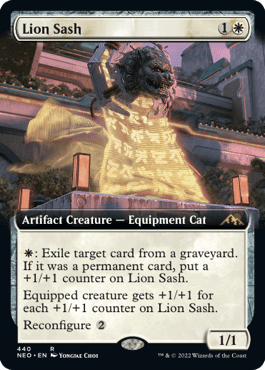 Lion Sash 1
Artifact Creature — Equipment Cat
: Exile target card from a graveyard.
If it was a permanent card, put a
+1/+1 counter on Lion Sash.
Equipped creature gets +1/+1 for
each +1/+1 counter on Lion Sash.
Reconfigure 2
1/1
440 R
NEO • EN YONGJAE CHOI ™ & © 2022 Wizards of the Coast